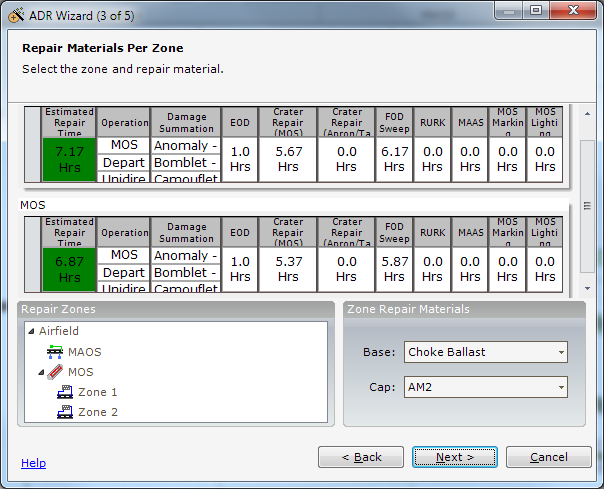 ADR Wizard (3 of 5)
Repair Materials Per Zone
Select the zone and repair material.
Estimated Repair Time Operation Damage Summation EOD Crater Repair (MOS) Crater Repair (Apron/Ta FOD Sweep RURK MAAS MOS Markin g MOS Lighti ng
7.17 Hrs MOS Depart Unidire Anomaly - Bomblet - Camouflet 1.0 Hrs 5.67 Hrs 0.0 Hrs 6.17 Hrs 0.0 Hrs 0.0 Hrs 0.0 Hrs 0.0 Hrs
MOS
Estimated Repair Time Operation Damage Summation EOD Crater Repair (MOS) Crater Repair (Apron/Ta FOD Sweep RURK MAAS MOS Markin g MOS Lighti ng
6.87 Hrs MOS Depart Unidire Anomaly - Bomblet - Camouflet 1.0 Hrs 5.37 Hrs 0.0 Hrs 5.87 Hrs 0.0 Hrs 0.0 Hrs 0.0 Hrs 0.0 Hrs
Repair Zones
Airfield
MAOS
MOS
Zone 1
Zone 2
Zone Repair Materials
Base: Choke Ballast
Cap: AM2
Help
< Back Next > Cancel